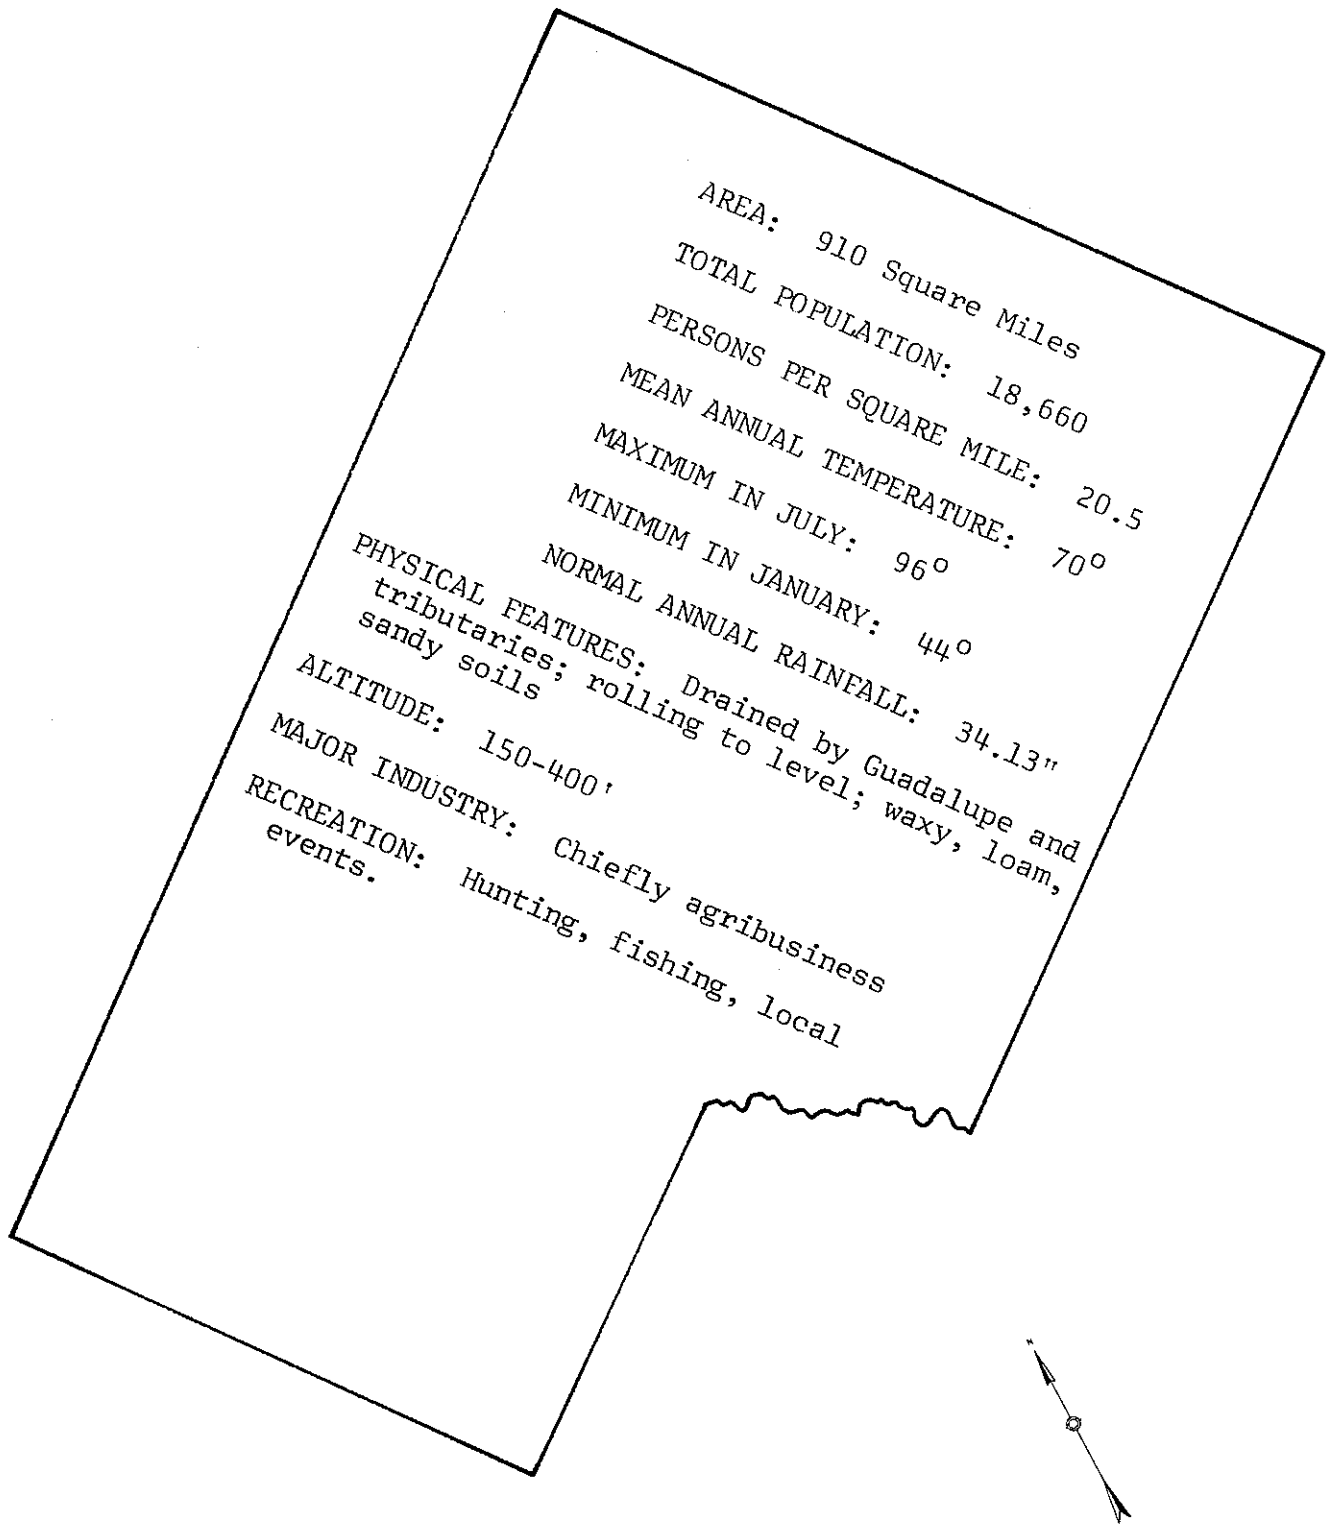 AREA: 910 Square Miles
TOTAL POPULATION: 18,660
PERSONS PER SQUARE MILE: 20.5
MEAN ANNUAL TEMPERATURE: 70°
MAXIMUM IN JULY: 96°
MINIMUM IN JANUARY: 44°
NORMAL ANNUAL RAINFALL: 34.13"
PHYSICAL FEATURES: Drained by Guadalupe and
tributaries; rolling to level; waxy, loam,
sandy soils
ALTITUDE: 150-400'
MAJOR INDUSTRY: Chiefly agribusiness
RECREATION: Hunting, fishing, local
events.